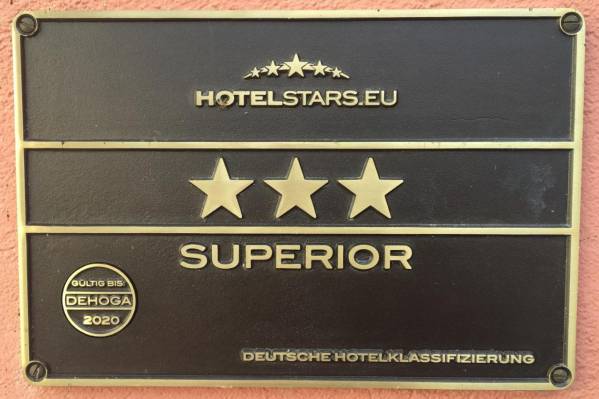 HOTELSTARS.EU
SUPERIOR
GÜLTIG BIS:
DEHOGA
2020
DEUTSCHE HOTELKLASSIFIZIERUNG